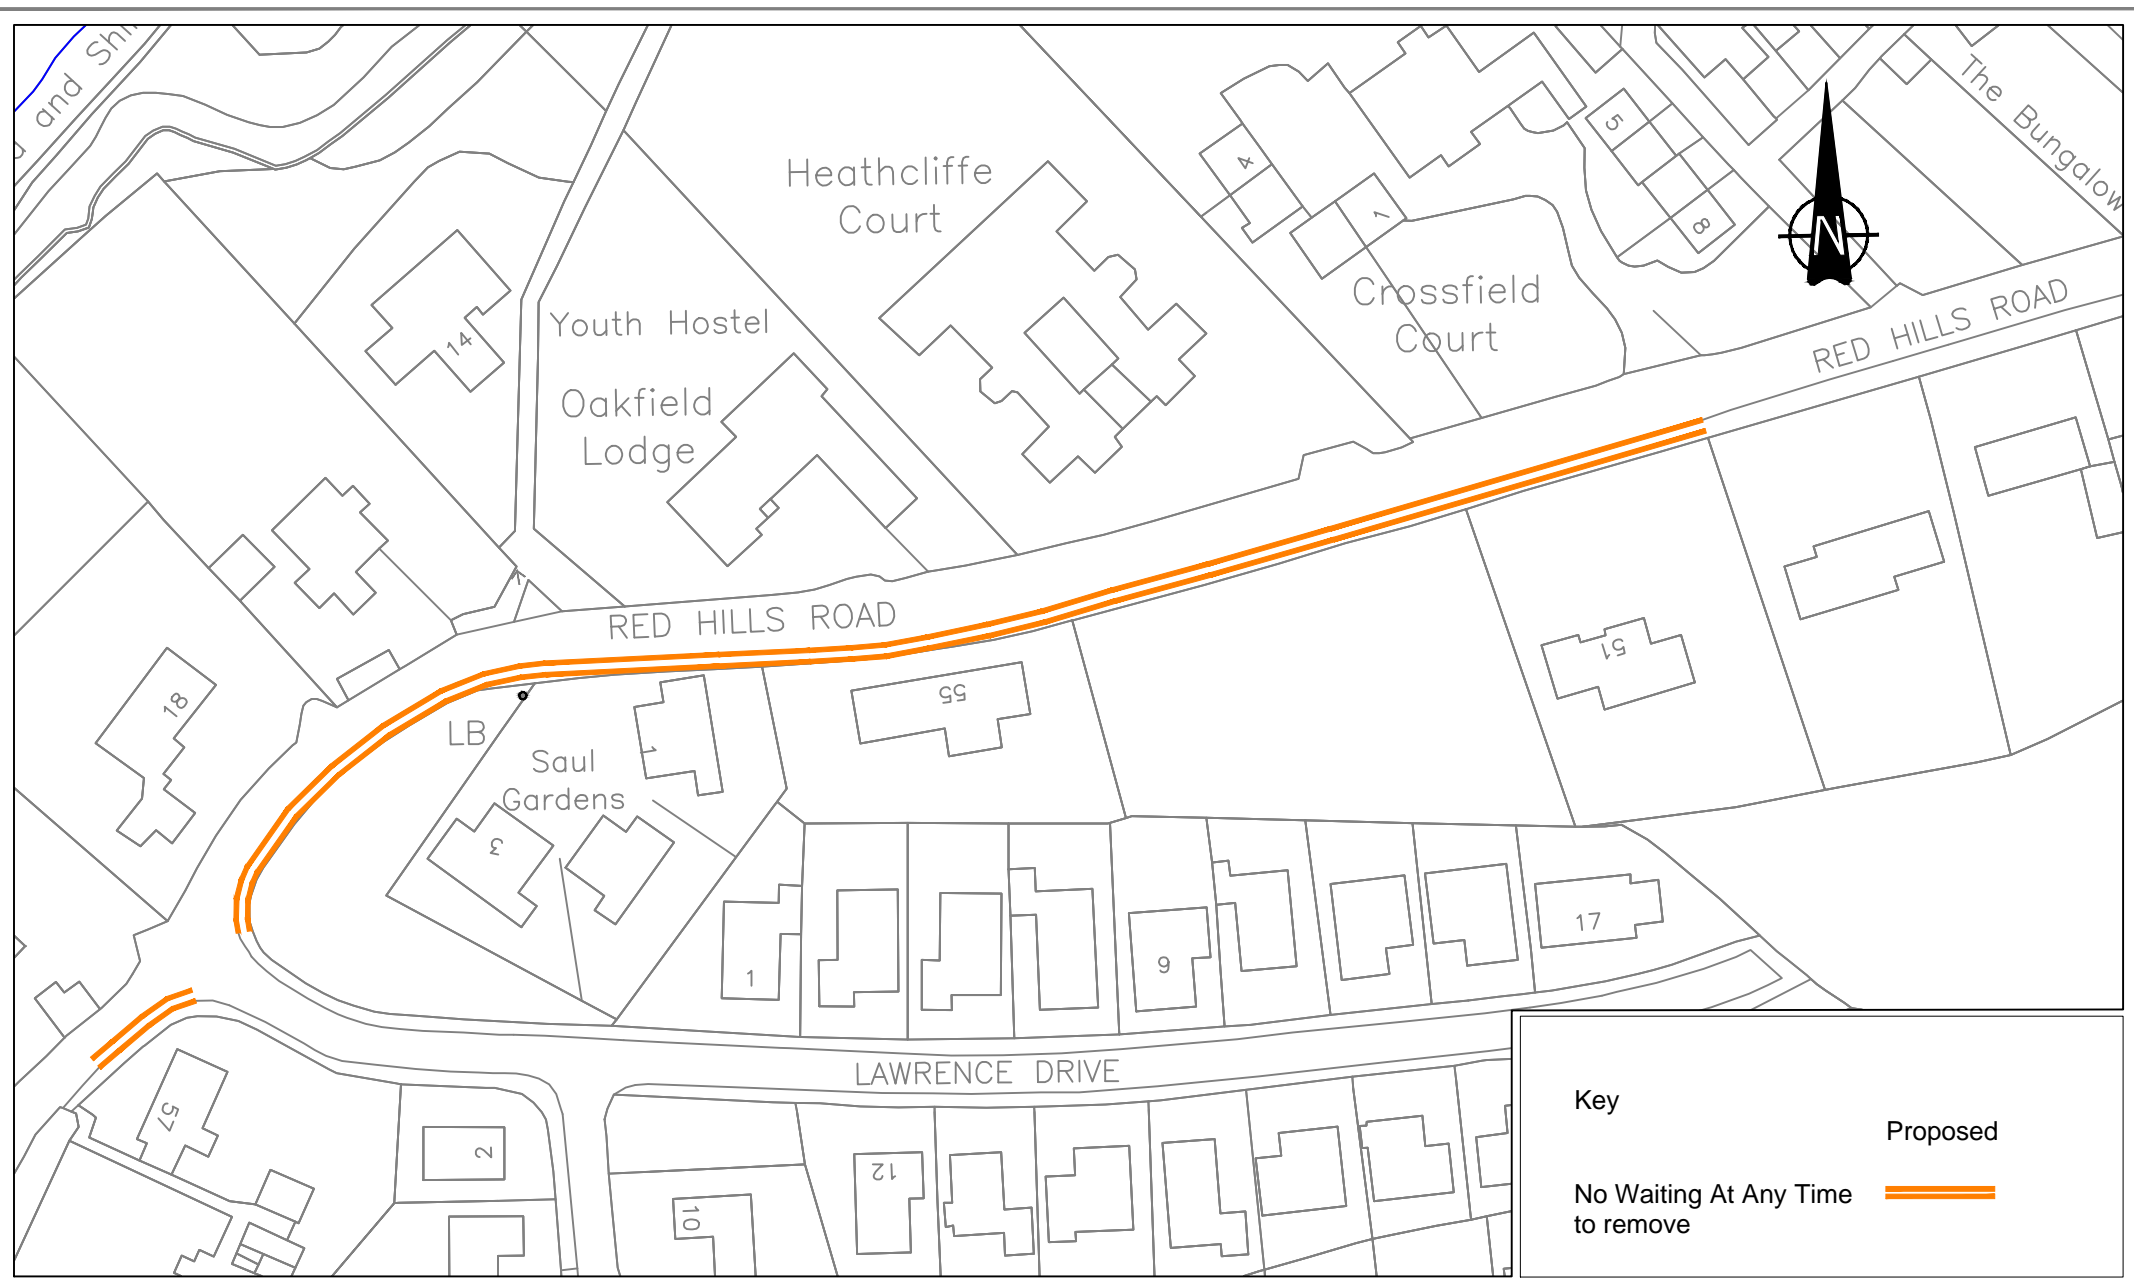 and
The Bungalow
5
4
1
8
N
Heathcliffe
Court
Crossfield
Court
RED HILLS ROAD
Youth Hostel
14
Oakfield
Lodge
RED HILLS ROAD
18
LB
1
55
51
Saul
Gardens
3
1
9
17
LAWRENCE DRIVE
57
2
12
10
Key
Proposed
No Waiting At Any Time
to remove